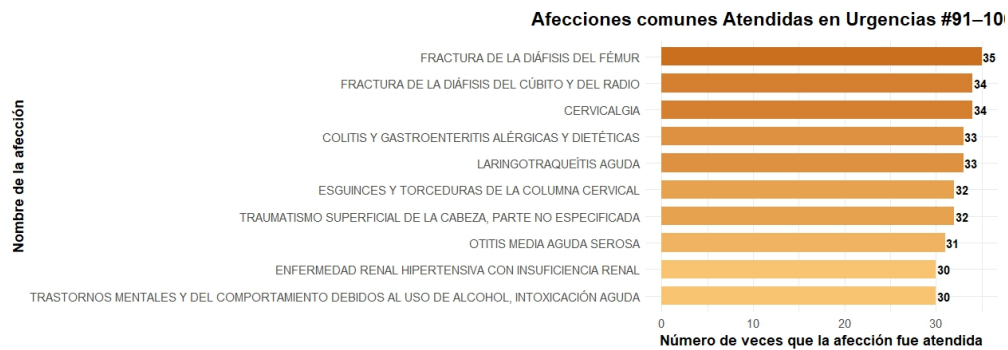 Afecciones comunes Atendidas en Urgencias #91–10
Nombre de la afección
FRACTURA DE LA DIÁFISIS DEL FÉMUR 35
FRACTURA DE LA DIÁFISIS DEL CÚBITO Y DEL RADIO 34
CERVICALGIA 34
COLITIS Y GASTROENTERITIS ALÉRGICAS Y DIETÉTICAS 33
LARINGOTRAQUEÍTIS AGUDA 33
ESGUINCES Y TORCEDURAS DE LA COLUMNA CERVICAL 32
TRAUMATISMO SUPERFICIAL DE LA CABEZA, PARTE NO ESPECIFICADA 32
OTITIS MEDIA AGUDA SEROSA 31
ENFERMEDAD RENAL HIPERTENSIVA CON INSUFICIENCIA RENAL 30
TRASTORNOS MENTALES Y DEL COMPORTAMIENTO DEBIDOS AL USO DE ALCOHOL, INTOXICACIÓN AGUDA 30
0 10 20 30
Número de veces que la afección fue atendida